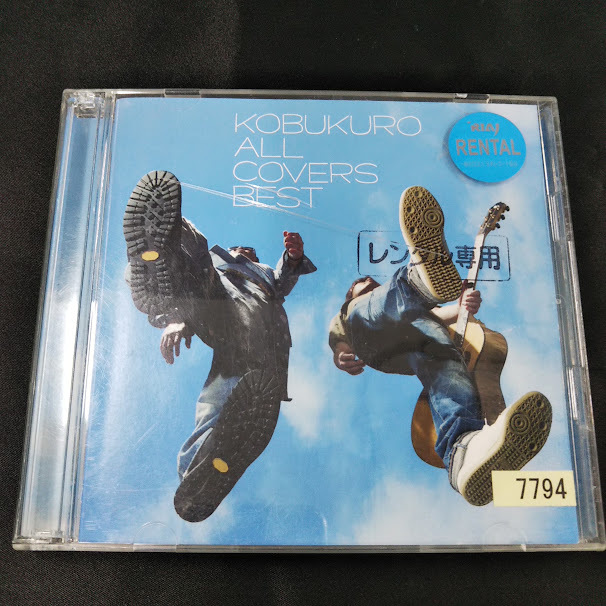 KOBUKURO
ALL
COVERS
BEST
RENTAL
レンタル専用
7794